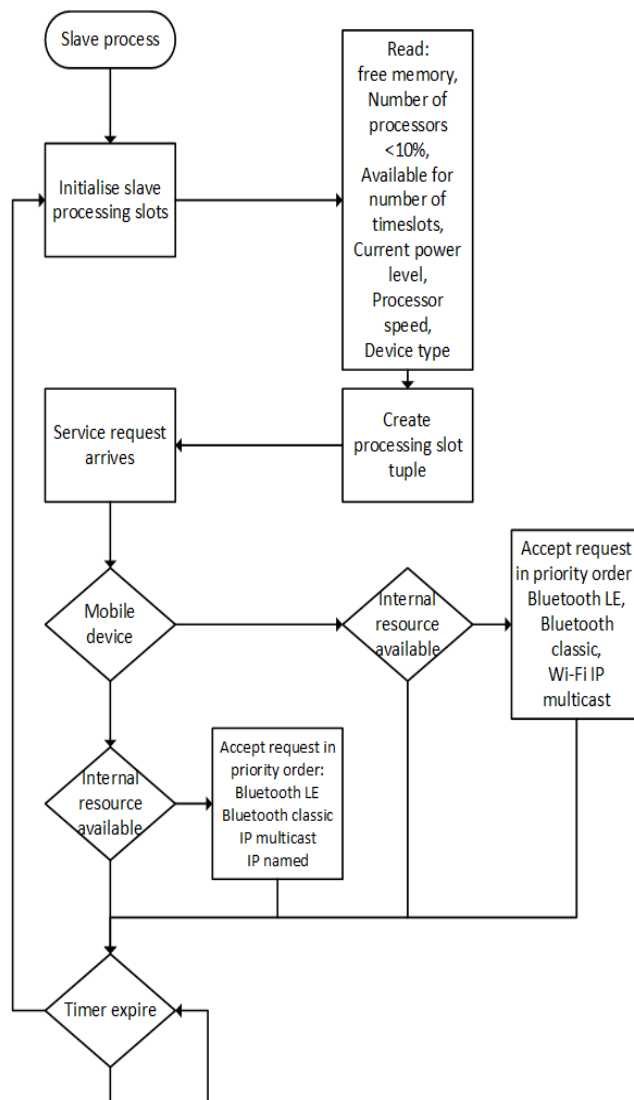 Slave process
Read:
free memory,
Number of
processors
<10%,
Available for
number of
timeslots,
Current power
level,
Processor
speed,
Device type
Initialise slave
processing slots
Create
processing slot
tuple
Service request
arrives
Mobile
device
Internal
resource
available
Accept request
in priority order
Bluetooth LE,
Bluetooth
classic,
Wi-Fi IP
multicast
Internal
resource
available
Accept request in
priority order:
Bluetooth LE
Bluetooth classic
IP multicast
IP named
Timer expire